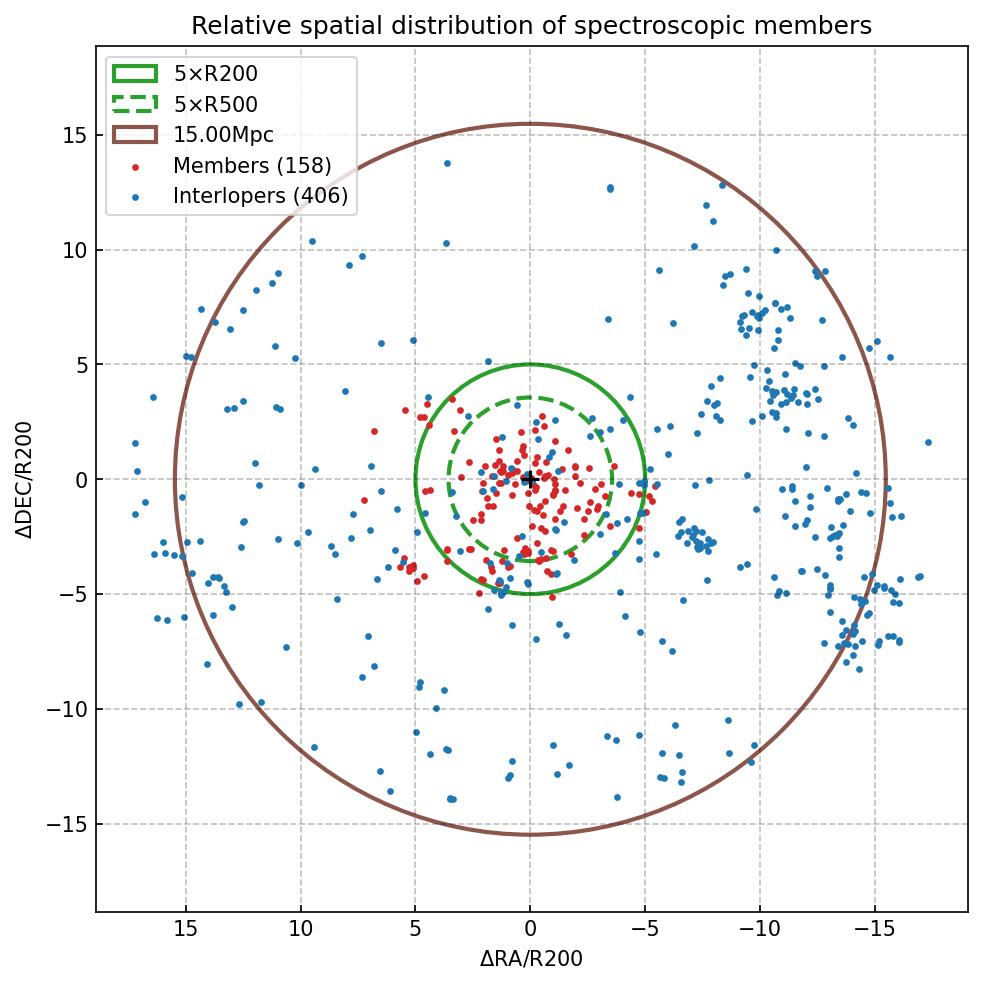 Relative spatial distribution of spectroscopic members
5×R200
5×R500
15.00Mpc
Members (158)
Interlopers (406)
15
10
5
0
−5
−10
−15
ΔDEC/R200
15
10
5
0
−5
−10
−15
ΔRA/R200